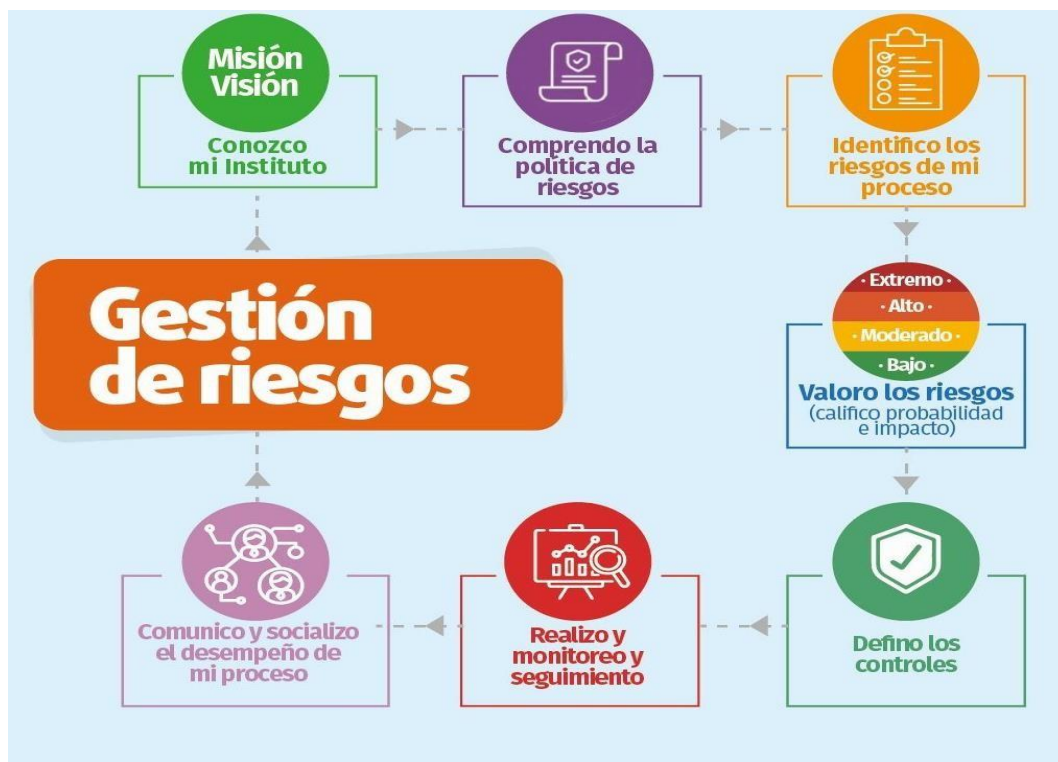 Misión
Visión
Conozco
mi Instituto
Comprendo la
política de
riesgos
Identifico los
riesgos de mi
proceso
Gestión
de riesgos
· Extremo ·
· Alto ·
· Moderado ·
· Bajo ·
Valoro los riesgos
(califico probabilidad
e impacto)
Defino los
controles
Realizo y
monitoreo y
seguimiento
Comunico y socializo
el desempeño de
mi proceso